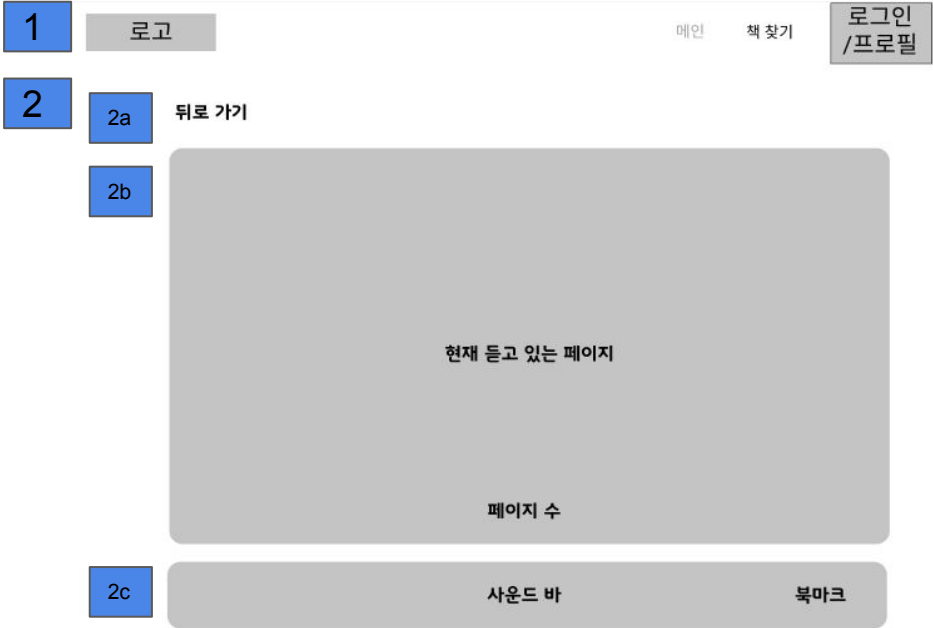 1
로고
메인
책 찾기
로그인
/프로필
2
2a
뒤로 가기
2b
현재 듣고 있는 페이지
페이지 수
2c
사운드 바
북마크